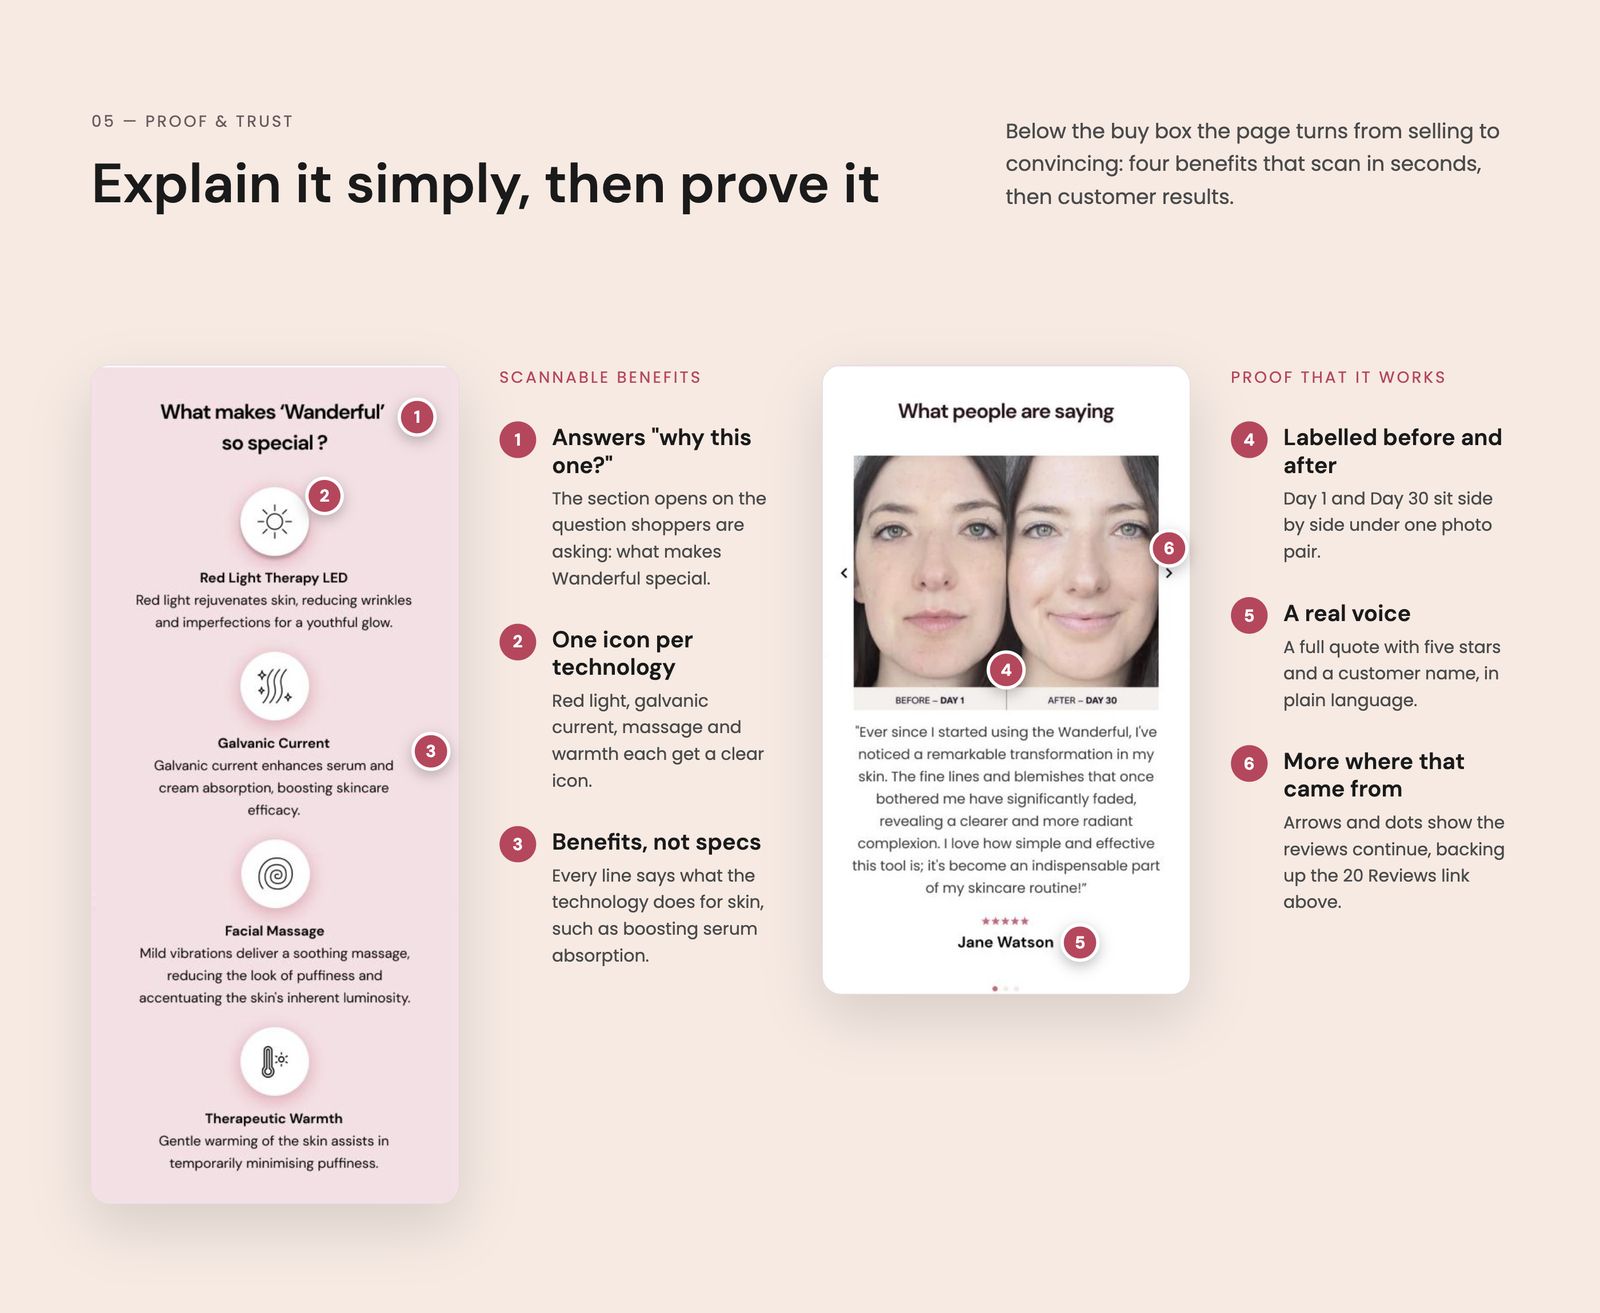 05 — PROOF & TRUST
Explain it simply, then prove it
Below the buy box the page turns from selling to
convincing: four benefits that scan in seconds,
then customer results.
What makes ‘Wanderful’
so special ?
1
2
Red Light Therapy LED
Red light rejuvenates skin, reducing wrinkles
and imperfections for a youthful glow.
Galvanic Current
3
Galvanic current enhances serum and
cream absorption, boosting skincare
efficacy.
Facial Massage
Mild vibrations deliver a soothing massage,
reducing the look of puffiness and
accentuating the skin's inherent luminosity.
Therapeutic Warmth
Gentle warming of the skin assists in
temporarily minimising puffiness.
SCANNABLE BENEFITS
1
Answers "why this
one?"
The section opens on the
question shoppers are
asking: what makes
Wanderful special.
2
One icon per
technology
Red light, galvanic
current, massage and
warmth each get a clear
icon.
3
Benefits, not specs
Every line says what the
technology does for skin,
such as boosting serum
absorption.
What people are saying
6
4
BEFORE – DAY 1
AFTER – DAY 30
"Ever since I started using the Wanderful, I've
noticed a remarkable transformation in my
skin. The fine lines and blemishes that once
bothered me have significantly faded,
revealing a clearer and more radiant
complexion. I love how simple and effective
this tool is; it's become an indispensable part
of my skincare routine!”
Jane Watson
5
PROOF THAT IT WORKS
4
Labelled before and
after
Day 1 and Day 30 sit side
by side under one photo
pair.
5
A real voice
A full quote with five stars
and a customer name, in
plain language.
6
More where that
came from
Arrows and dots show the
reviews continue, backing
up the 20 Reviews link
above.